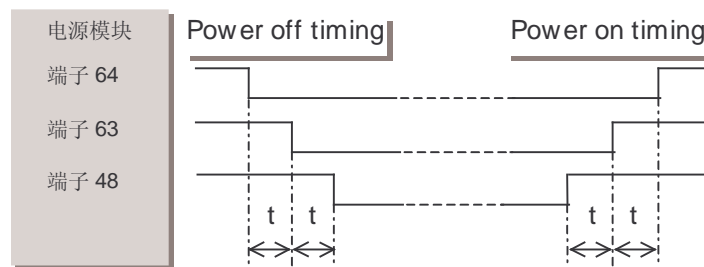 电源模块
Power off timing
Power on timing
端子 64
端子 63
端子 48
t t t t